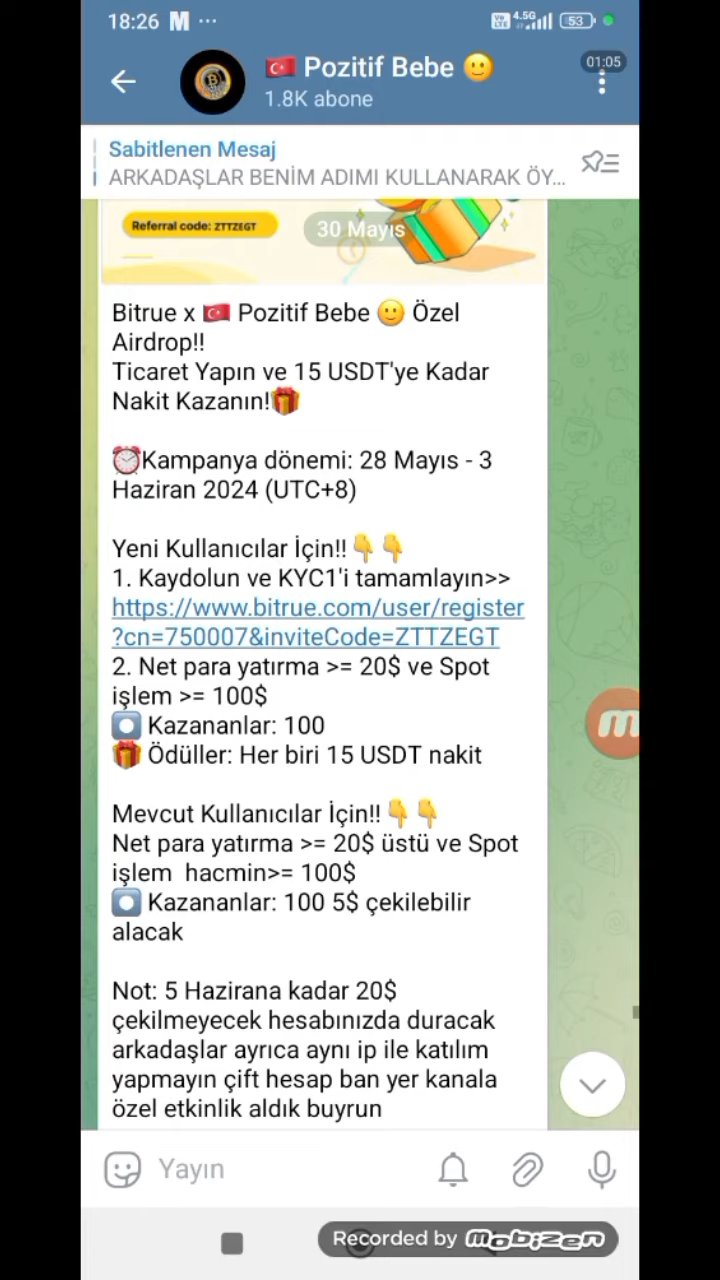 18:26 M ...
Vo LTE 4.5G 53
🇹🇷 Pozitif Bebe 🙂
01:05
1.8K abone
Sabitlenen Mesaj
ARKADAŞLAR BENİM ADIMI KULLANARAK ÖY...
Referral code: ZTTZEGT
30 Mayıs
Bitrue x 🇹🇷 Pozitif Bebe 🙂 Özel
Airdrop!!
Ticaret Yapın ve 15 USDT'ye Kadar
Nakit Kazanın!🎁
⏰Kampanya dönemi: 28 Mayıs - 3
Haziran 2024 (UTC+8)
Yeni Kullanıcılar İçin!!👇👇
1. Kaydolun ve KYC1'i tamamlayın>>
https://www.bitrue.com/user/register
?cn=750007&inviteCode=ZTTZEGT
2. Net para yatırma >= 20$ ve Spot
işlem >= 100$
⏺ Kazananlar: 100
🎁 Ödüller: Her biri 15 USDT nakit
Mevcut Kullanıcılar İçin!!👇👇
Net para yatırma >= 20$ üstü ve Spot
işlem  hacmin>= 100$
⏺ Kazananlar: 100 5$ çekilebilir
alacak
Not: 5 Hazirana kadar 20$
çekilmeyecek hesabınızda duracak
arkadaşlar ayrıca aynı ip ile katılım
yapmayın çift hesap ban yer kanala
özel etkinlik aldık buyrun
Yayın
Recorded by Mobizen